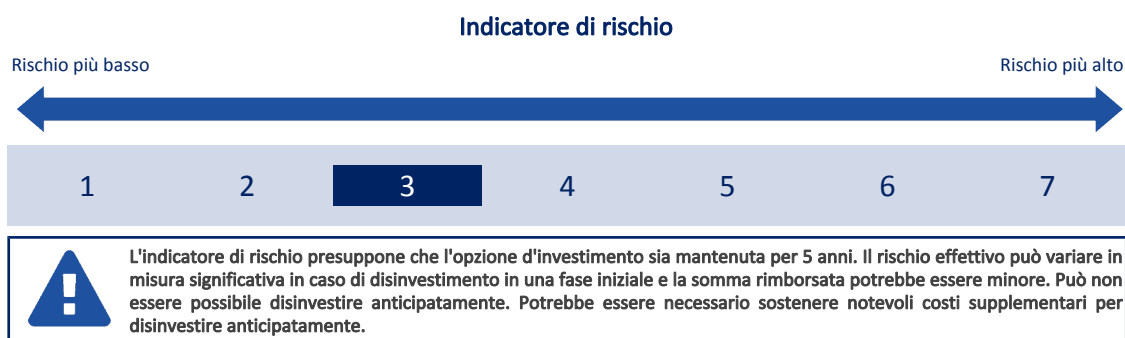 Indicatore di rischio
Rischio più basso
Rischio più alto
1 2 3 4 5 6 7
L'indicatore di rischio presuppone che l'opzione d'investimento sia mantenuta per 5 anni. Il rischio effettivo può variare in
misura significativa in caso di disinvestimento in una fase iniziale e la somma rimborsata potrebbe essere minore. Può non
essere possibile disinvestire anticipatamente. Potrebbe essere necessario sostenere notevoli costi supplementari per
disinvestire anticipatamente.